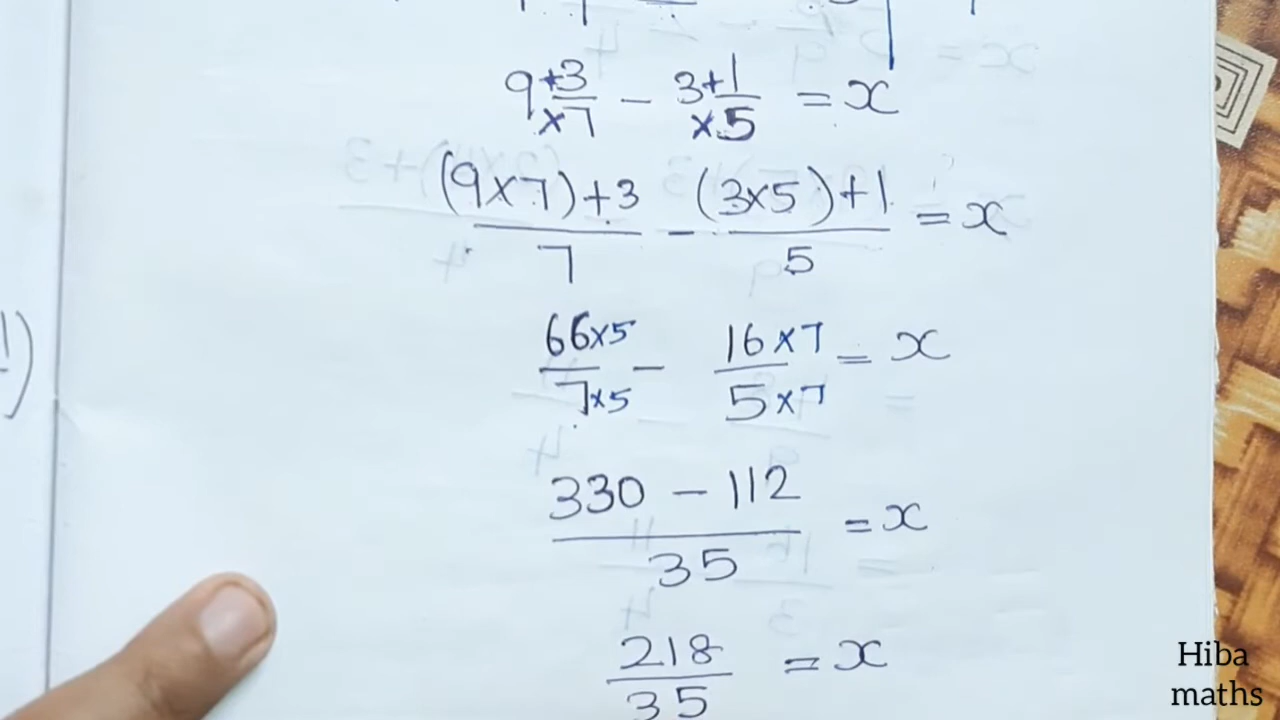 9 + 3/×7 − 3 + 1/×5 = x
(9×7)+3/7 − (3×5)+1/5 = x
66×5/7×5 − 16×7/5×7 = x
330 − 112/35 = x
218/35 = x
Hiba
maths